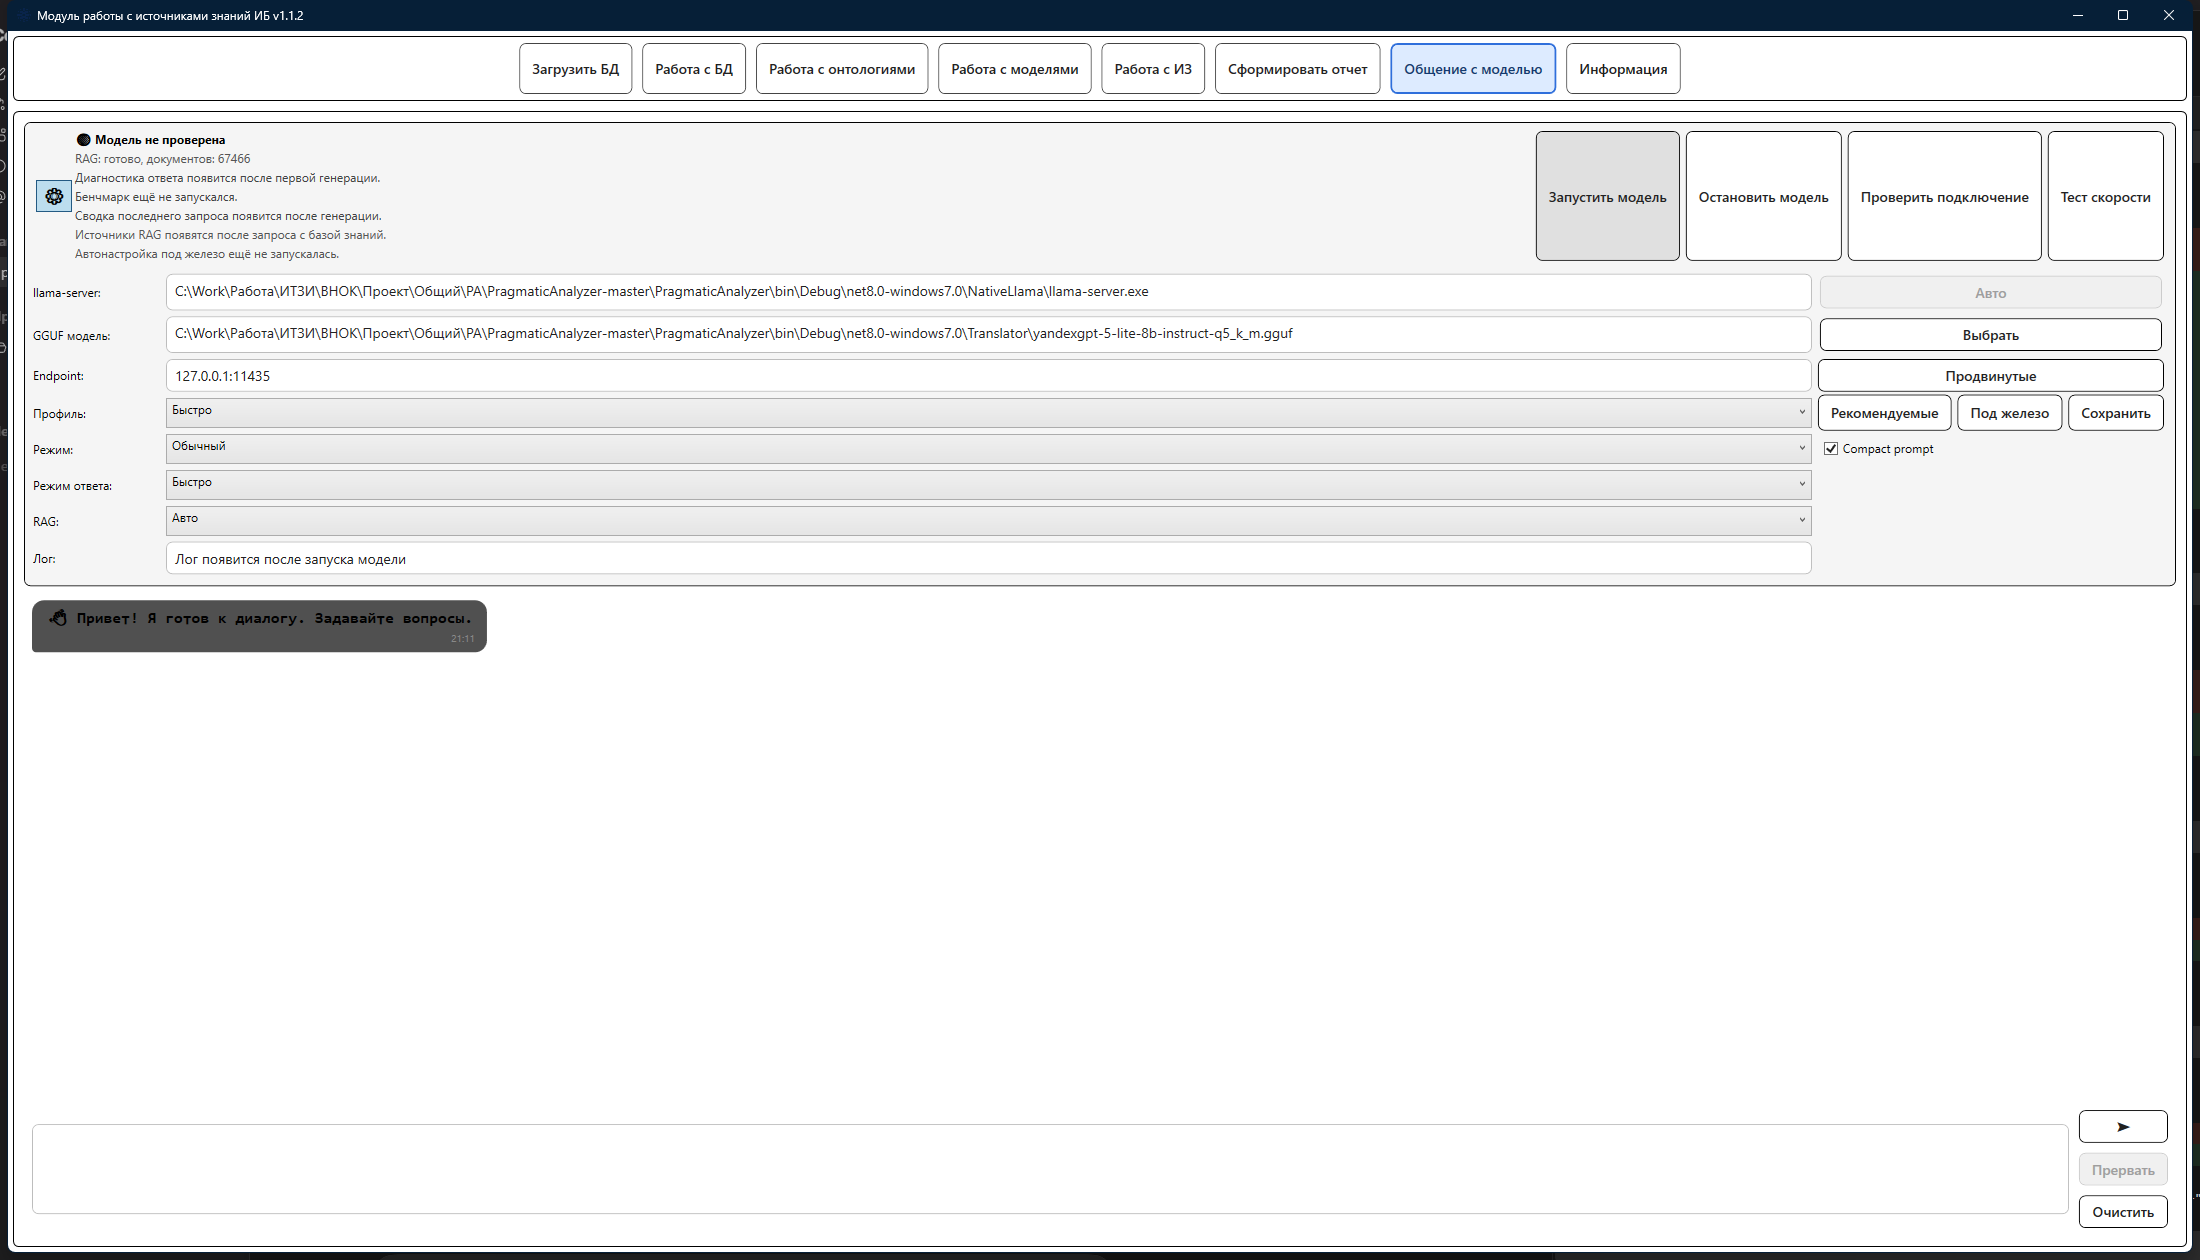 Модуль работы с источниками знаний ИБ v1.1.2
Загрузить БД
Работа с БД
Работа с онтологиями
Работа с моделями
Работа с ИЗ
Сформировать отчет
Общение с моделью
Информация
Модель не проверена
RAG: готово, документов: 67466
Диагностика ответа появится после первой генерации.
Бенчмарк ещё не запускался.
Сводка последнего запроса появится после генерации.
Источники RAG появятся после запроса с базой знаний.
Автонастройка под железо ещё не запускалась.
Запустить модель
Остановить модель
Проверить подключение
Тест скорости
llama-server:
C:\Work\Работа\ИТЗИ\ВНОК\Проект\Общий\PA\PragmaticAnalyzer-master\PragmaticAnalyzer\bin\Debug\net8.0-windows7.0\NativeLlama\llama-server.exe
Авто
GGUF модель:
C:\Work\Работа\ИТЗИ\ВНОК\Проект\Общий\PA\PragmaticAnalyzer-master\PragmaticAnalyzer\bin\Debug\net8.0-windows7.0\Translator\yandexgpt-5-lite-8b-instruct-q5_k_m.gguf
Выбрать
Endpoint:
127.0.0.1:11435
Продвинутые
Профиль:
Быстро
Рекомендуемые
Под железо
Сохранить
Режим:
Обычный
Compact prompt
Режим ответа:
Быстро
RAG:
Авто
Лог:
Лог появится после запуска модели
Привет! Я готов к диалогу. Задавайте вопросы.
21:11
Прервать
Очистить